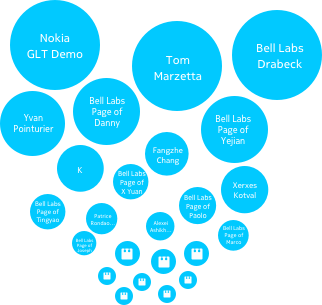 Nokia
GLT Demo
Tom
Marzetta
Bell Labs
Drabeck
Yvan
Pointurier
Bell Labs
Page of
Danny
Bell Labs
Page of
Yejian
Fangzhe
Chang
K
Bell Labs
Page of
X Yuan
Xerxes
Kotval
Bell Labs
Page of
Tingyao
Patrice
Rondao...
Bell Labs
Page of
Paolo
Alexei
Ashikh...
Bell Labs
Page of
Marco
Bell Labs
Page of